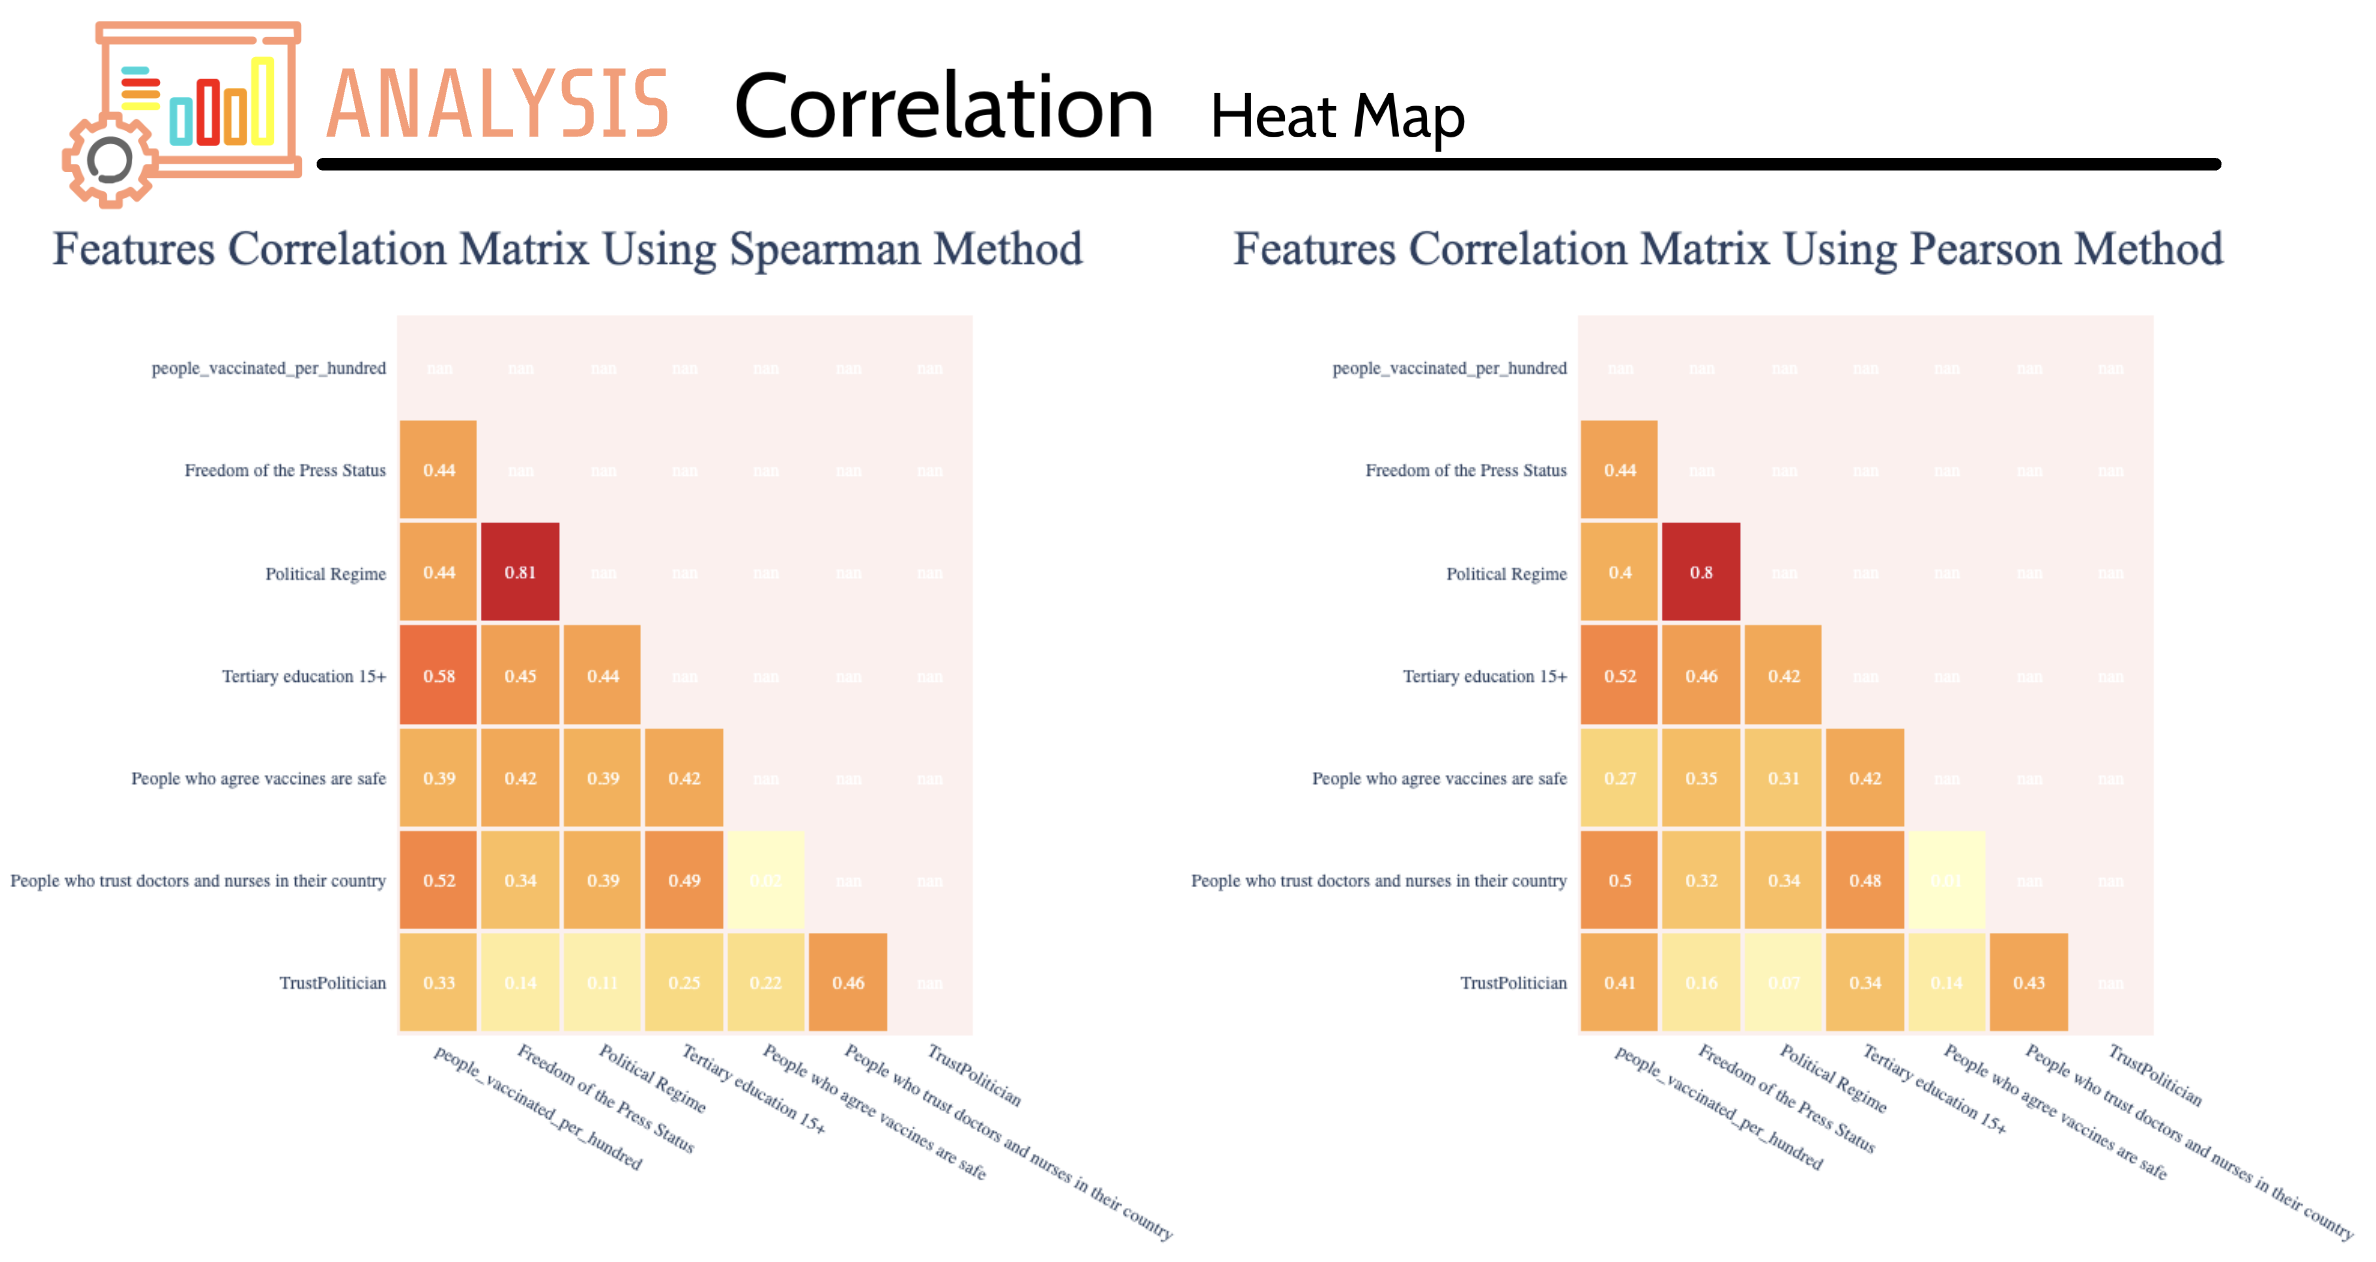 ANALYSIS Correlation Heat Map
Features Correlation Matrix Using Spearman Method
people_vaccinated_per_hundred nan nan nan nan nan nan nan
Freedom of the Press Status 0.44 nan nan nan nan nan nan
Political Regime 0.44 0.81 nan nan nan nan nan
Tertiary education 15+ 0.58 0.45 0.44 nan nan nan nan
People who agree vaccines are safe 0.39 0.42 0.39 0.42 nan nan nan
People who trust doctors and nurses in their country 0.52 0.34 0.39 0.49 0.02 nan nan
TrustPolitician 0.33 0.14 0.11 0.25 0.22 0.46 nan
people_vaccinated_per_hundred
Freedom of the Press Status
Political Regime
Tertiary education 15+
People who agree vaccines are safe
People who trust doctors and nurses in their country
TrustPolitician
Features Correlation Matrix Using Pearson Method
people_vaccinated_per_hundred nan nan nan nan nan nan nan
Freedom of the Press Status 0.44 nan nan nan nan nan nan
Political Regime 0.4 0.8 nan nan nan nan nan
Tertiary education 15+ 0.52 0.46 0.42 nan nan nan nan
People who agree vaccines are safe 0.27 0.35 0.31 0.42 nan nan nan
People who trust doctors and nurses in their country 0.5 0.32 0.34 0.48 nan nan
TrustPolitician 0.41 0.16 0.07 0.34 0.14 0.43 nan
people_vaccinated_per_hundred
Freedom of the Press Status
Political Regime
Tertiary education 15+
People who agree vaccines are safe
People who trust doctors and nurses in their country
TrustPolitician